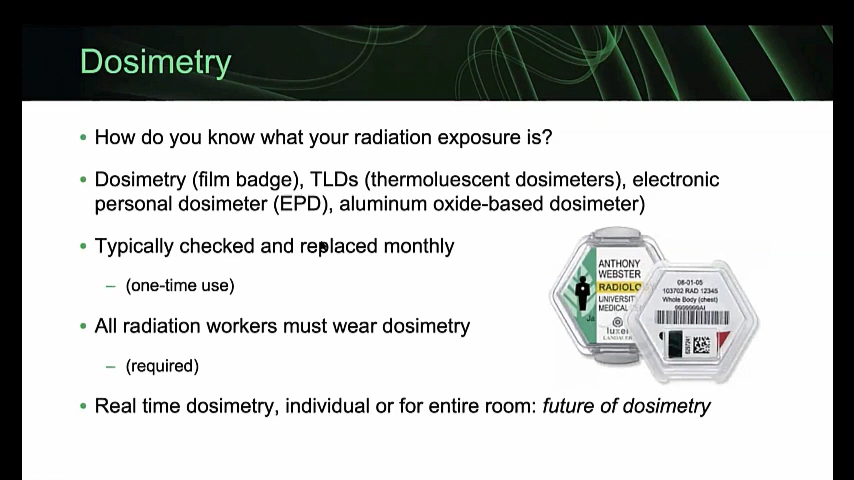 Dosimetry
• How do you know what your radiation exposure is?
• Dosimetry (film badge), TLDs (thermoluescent dosimeters), electronic
personal dosimeter (EPD), aluminum oxide-based dosimeter)
• Typically checked and replaced monthly
– (one-time use)
• All radiation workers must wear dosimetry
– (required)
• Real time dosimetry, individual or for entire room: future of dosimetry
ANTHONY
WEBSTER
RADIOLO
UNIVERSIT
MEDICAL
luxel
LANDAUER
08-01-05
103702 RAD 12345
Whole Body (chest)